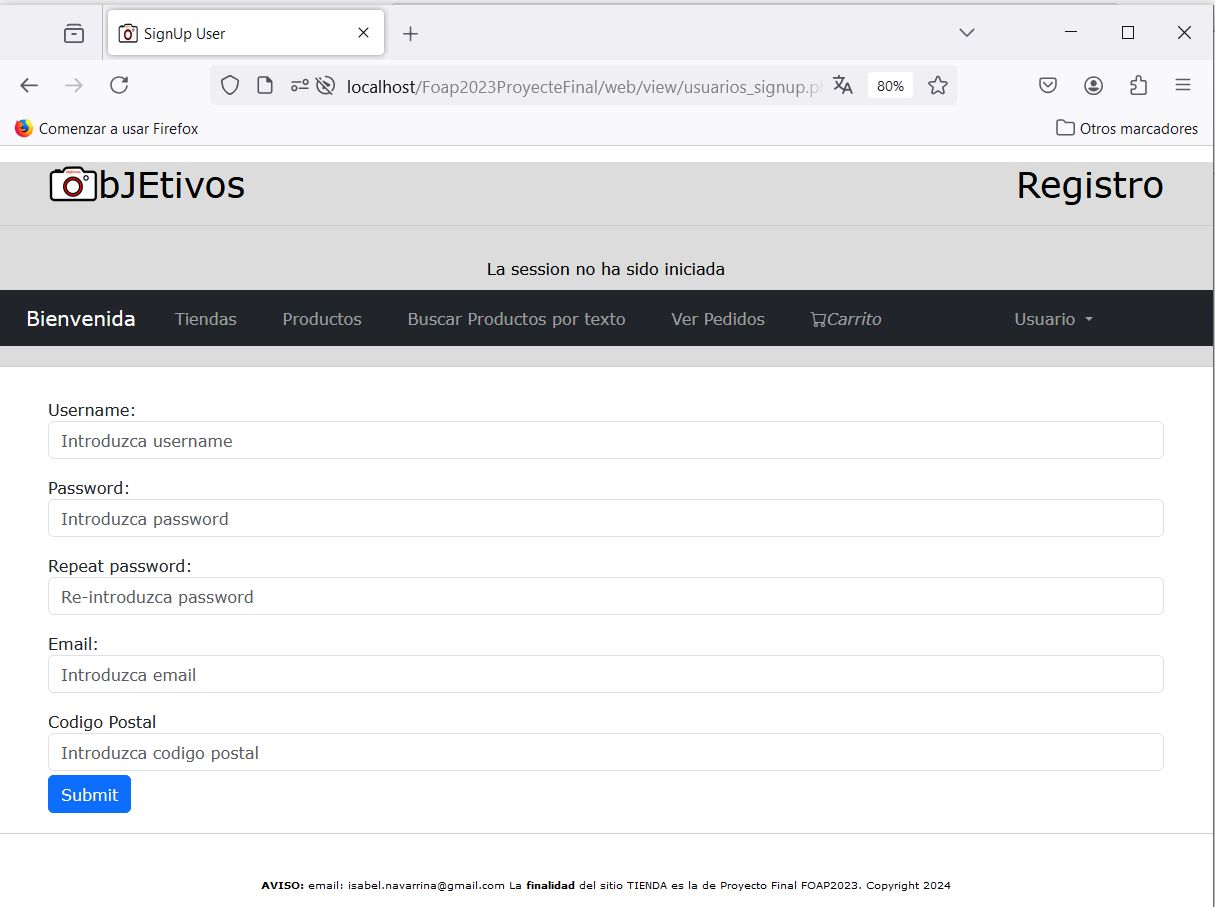 SignUp User
localhost/Foap2023ProyecteFinal/web/view/usuarios_signup.p
80%
Comenzar a usar Firefox
Otros marcadores
bJEtivos
Registro
La session no ha sido iniciada
Bienvenida Tiendas Productos Buscar Productos por texto Ver Pedidos Carrito Usuario
Username:
Introduzca username
Password:
Introduzca password
Repeat password:
Re-introduzca password
Email:
Introduzca email
Codigo Postal
Introduzca codigo postal
Submit
AVISO: email: isabel.navarrina@gmail.com La finalidad del sitio TIENDA es la de Proyecto Final FOAP2023. Copyright 2024